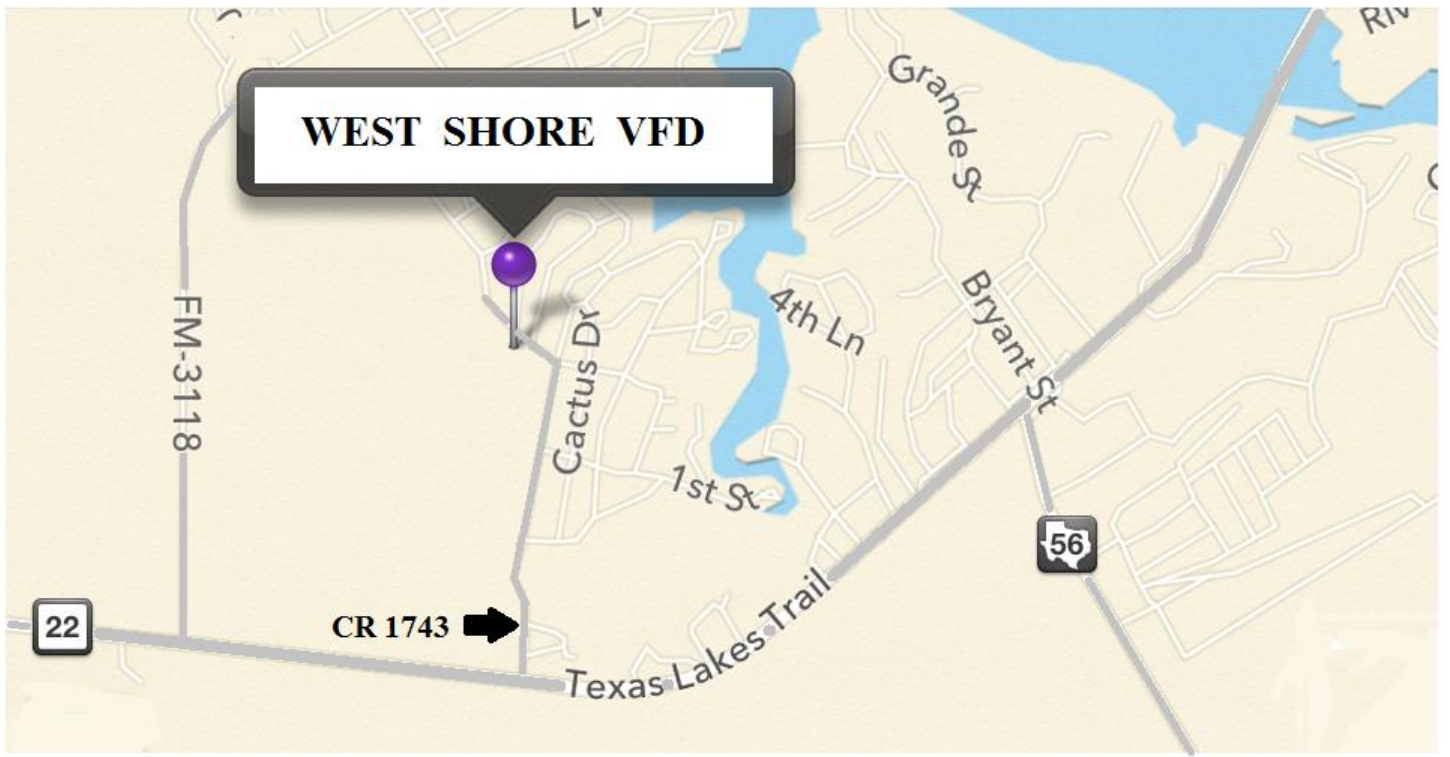 WEST SHORE VFD
Grande St
FM-3118
Cactus Dr
4th Ln
Bryant St
1st St
56
22
CR 1743
Texas Lakes Trail